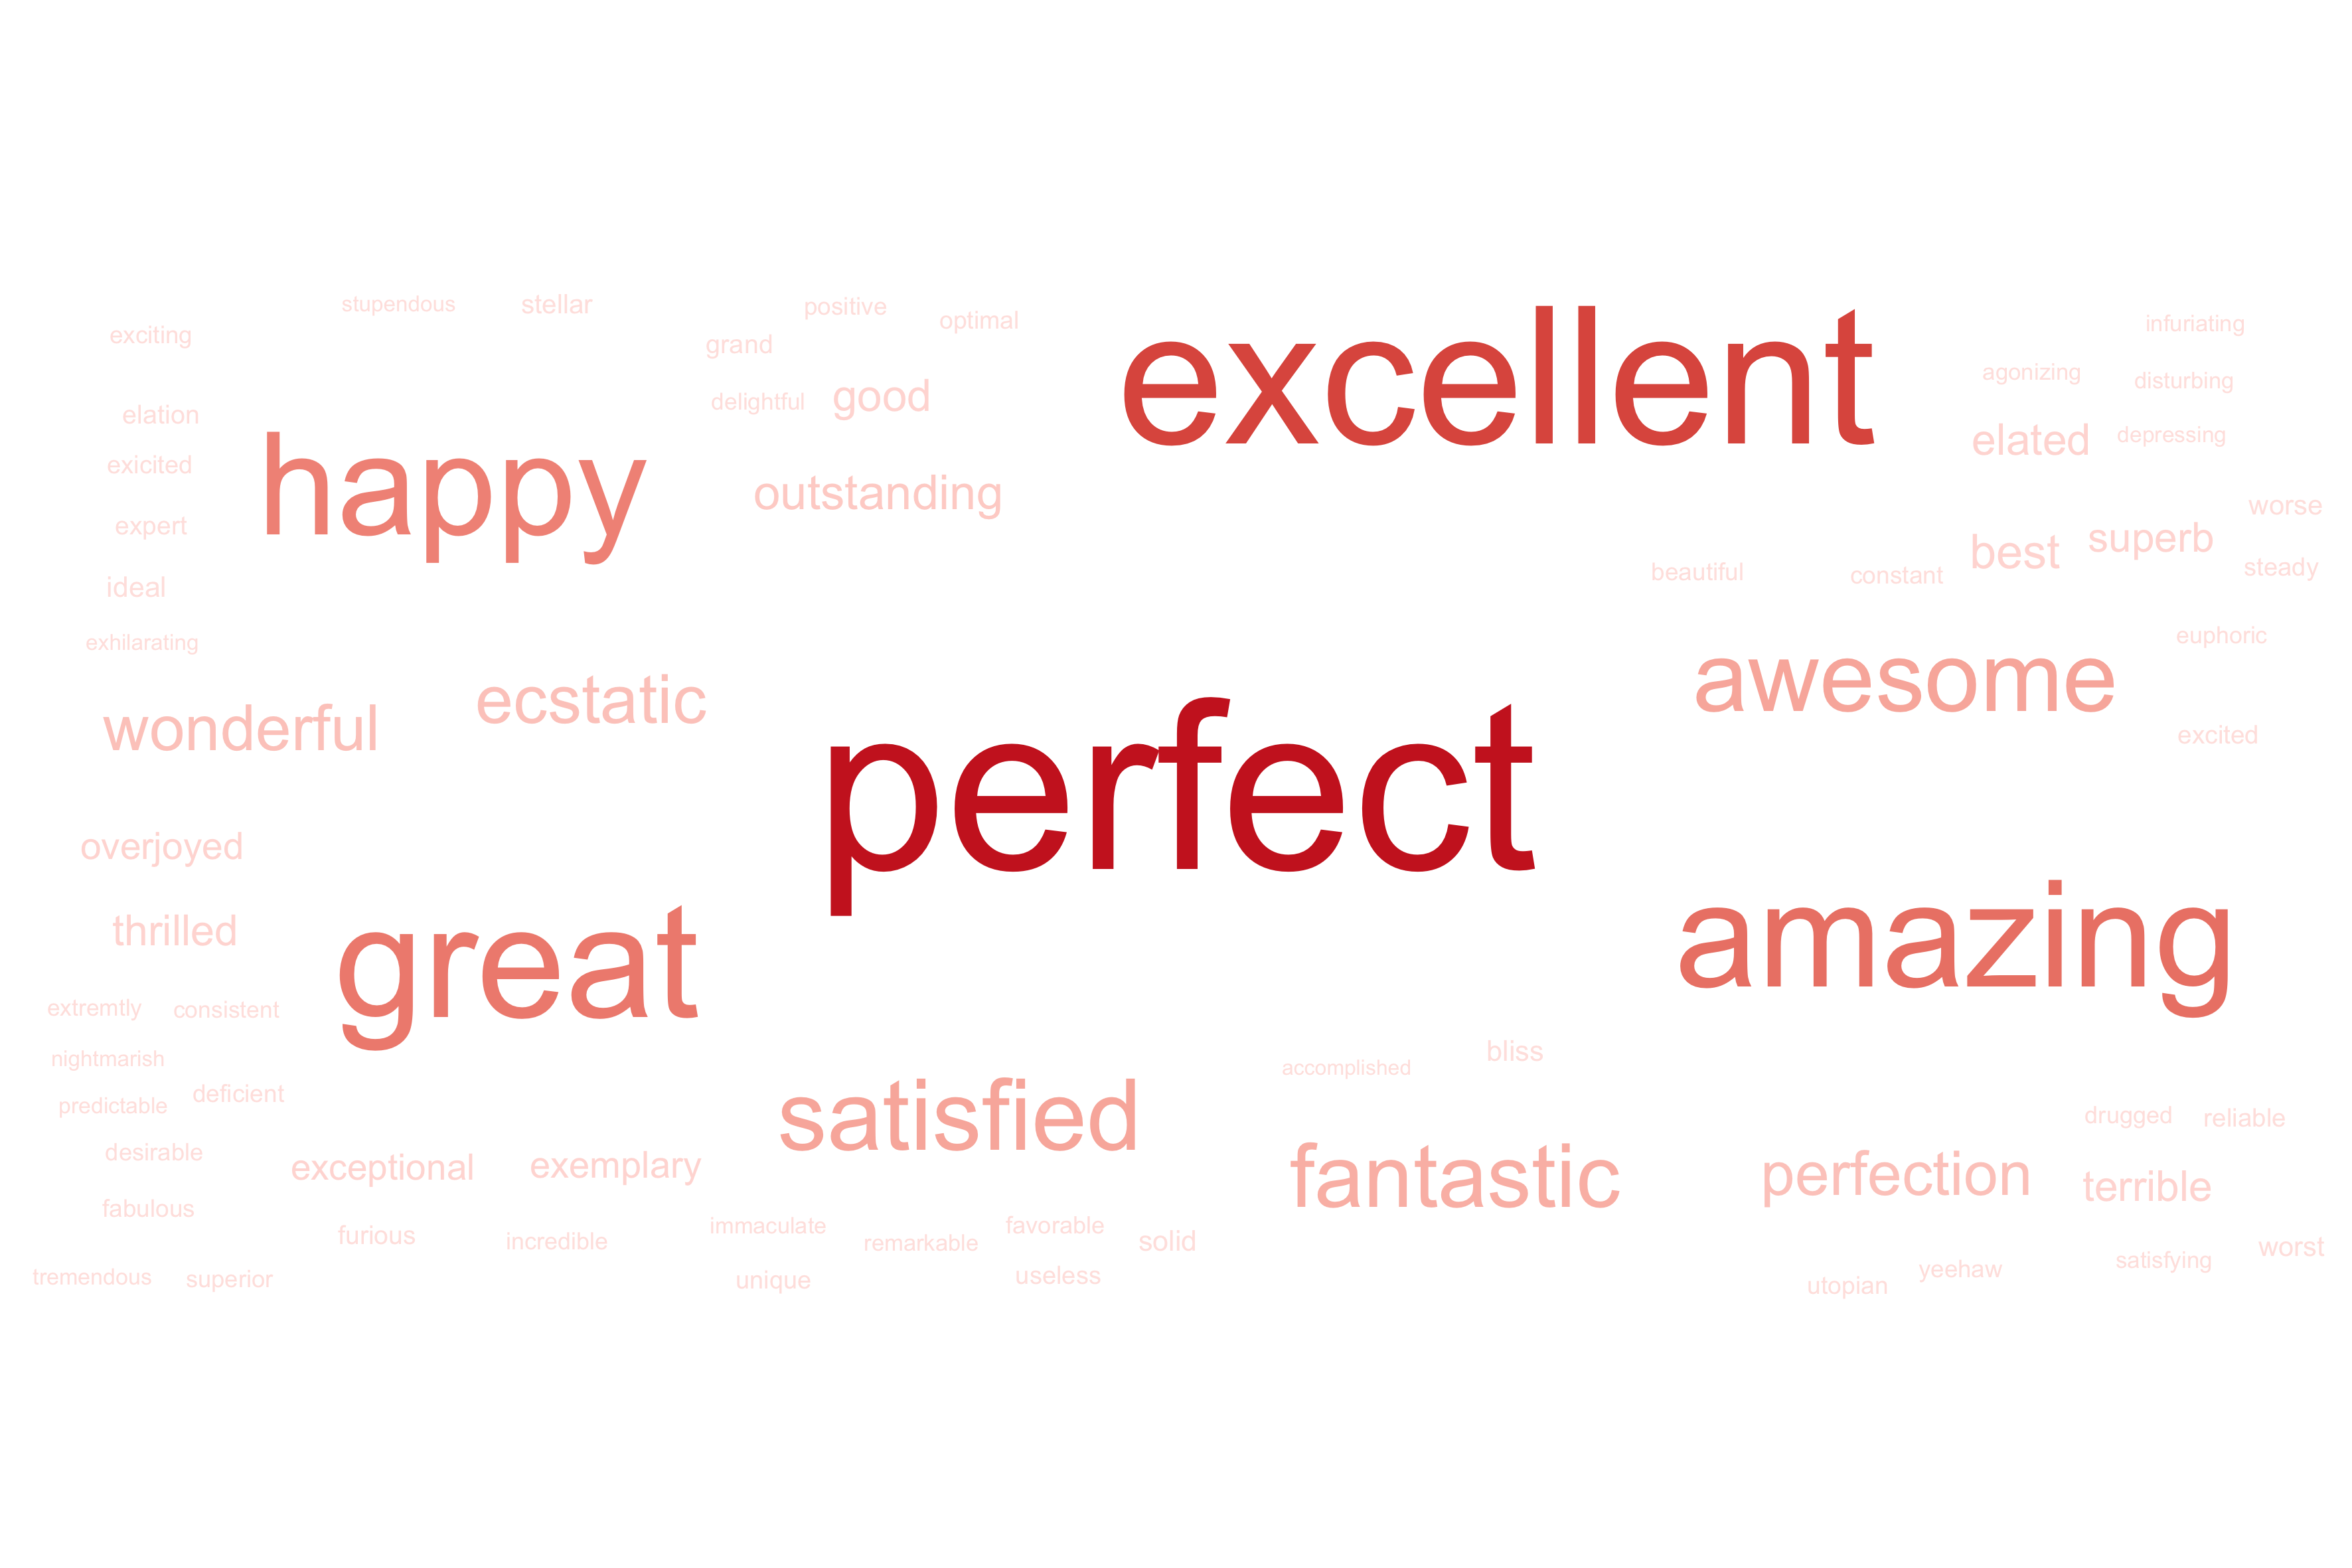 stupendous
stellar
positive
optimal
exciting
grand
excellent
infuriating
agonizing
disturbing
delightful
good
elation
happy
elated
depressing
exicited
outstanding
expert
worse
best
superb
ideal
beautiful
constant
steady
exhilarating
euphoric
wonderful
ecstatic
awesome
excited
perfect
overjoyed
thrilled
great
amazing
extremtly
consistent
nightmarish
accomplished
bliss
predictable
deficient
satisfied
drugged
reliable
desirable
exceptional
exemplary
fantastic
perfection
terrible
fabulous
furious
incredible
immaculate
remarkable
favorable
solid
worst
tremendous
superior
unique
useless
utopian
yeehaw
satisfying